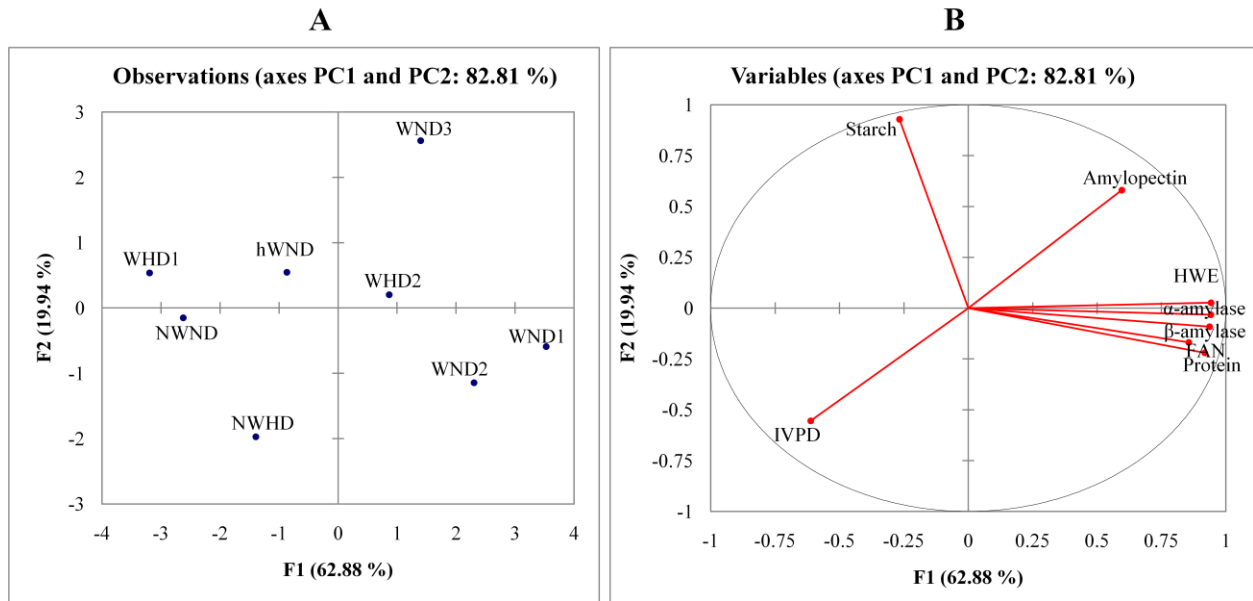 A
Observations (axes PC1 and PC2: 82.81 %)
3
2
1
0
-1
-2
-3
F2 (19.94 %)
WND3
WHD1
hWND
WHD2
NWND
WND1
WND2
NWHD
-4
-3
-2
-1
0
1
2
3
4
F1 (62.88 %)
B
Variables (axes PC1 and PC2: 82.81 %)
1
0.75
0.5
0.25
0
-0.25
-0.5
-0.75
-1
F2 (19.94 %)
Starch
Amylopectin
HWE
α-amylase
β-amylase
FAN
Protein
IVPD
-1
-0.75
-0.5
-0.25
0
0.25
0.5
0.75
1
F1 (62.88 %)